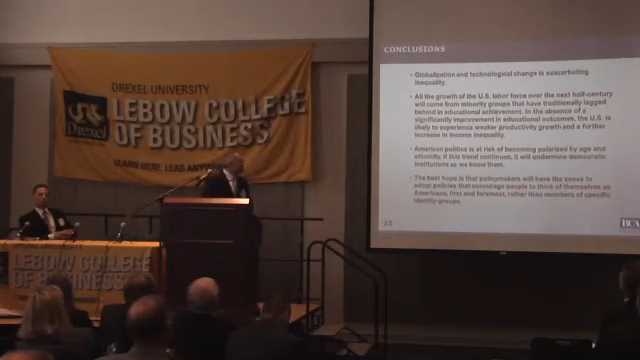 CONCLUSIONS
Globalization and technological change is exacerbating
inequality.
All the growth of the U.S. labor force over the next half-century
will come from minority groups that have traditionally lagged
behind in educational achievement. In the absence of a
significantly improvement in educational outcomes, the U.S. is
likely to experience weaker productivity growth and a further
increase in income inequality.
American politics is at risk of becoming polarized by age and
ethnicity. If this trend continues, it will undermine democratic
institutions as we know them.
The best hope is that policymakers will have the sense to
adopt policies that encourage people to think of themselves as
Americans, first and foremost, rather than members of specific
identity groups.
BCA
DREXEL UNIVERSITY
LEBOW COLLEGE
OF BUSINESS
LEARN HERE. LEAD
Drexel
UNIVERSITY
LEBOW COLLEGE
OF BUSINESS